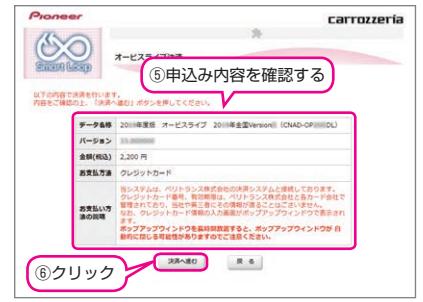 Pioneer
carrozzeria
Smart Loop
オービスライブ決済
⑤申込み内容を確認する
以下の内容で決済を行います。
内容をご確認の上、「決済へ進む」ボタンを押してください。
データ名称 20 年度版 オービスライブ 20 年全国Version (CNAD-OP DL)
バージョン
金額(税込) 2,200 円
お支払方法 クレジットカード
お支払い方法の説明
当システムは、ベリトランス株式会社の決済システムと接続しております。
クレジットカード番号、有効期限は、ベリトランス株式会社と各カード会社で
管理されており、当社や第三者にその情報が渡ることはございません。
なお、クレジットカード情報の入力画面がポップアップウィンドウで表示され
ます。
ポップアップウィンドウを長時間放置すると、ポップアップウィンドウが 自
動的に閉じる可能性がありますのでご注意ください。
⑥クリック
決済へ進む
戻 る